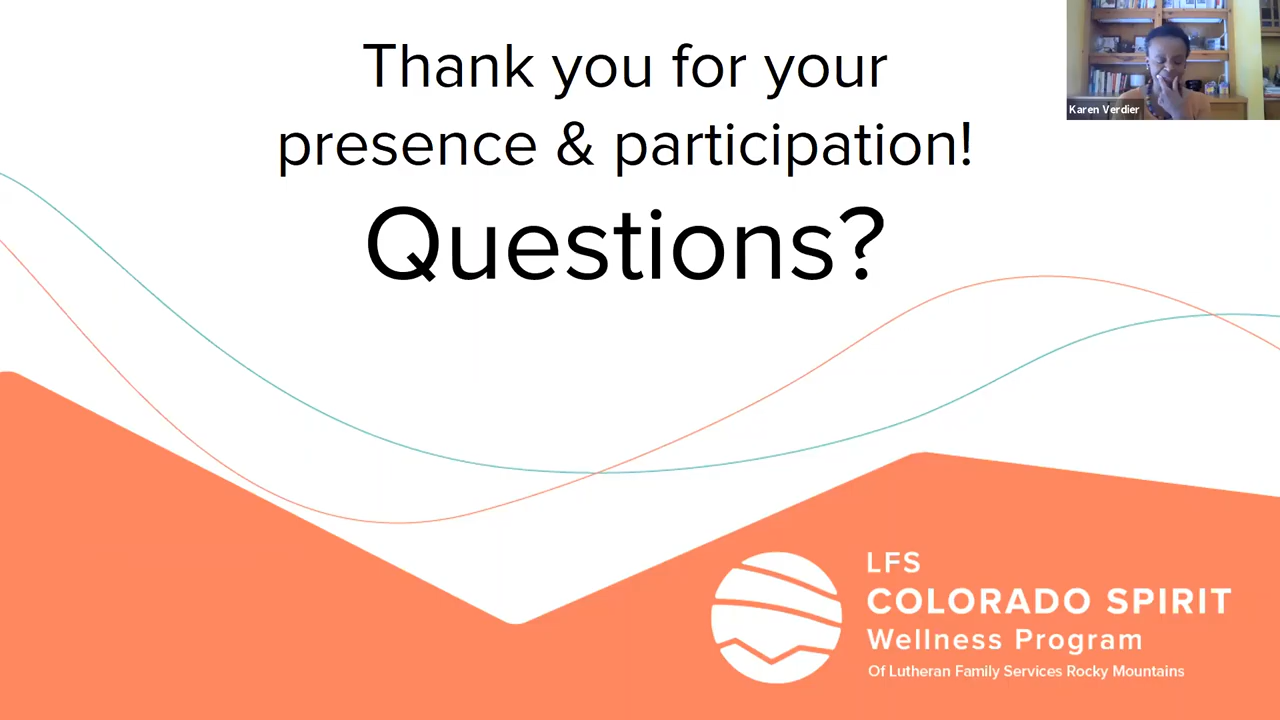 Thank you for your
presence & participation!
Questions?
Karen Verdier
LFS
COLORADO SPIRIT
Wellness Program
Of Lutheran Family Services Rocky Mountains